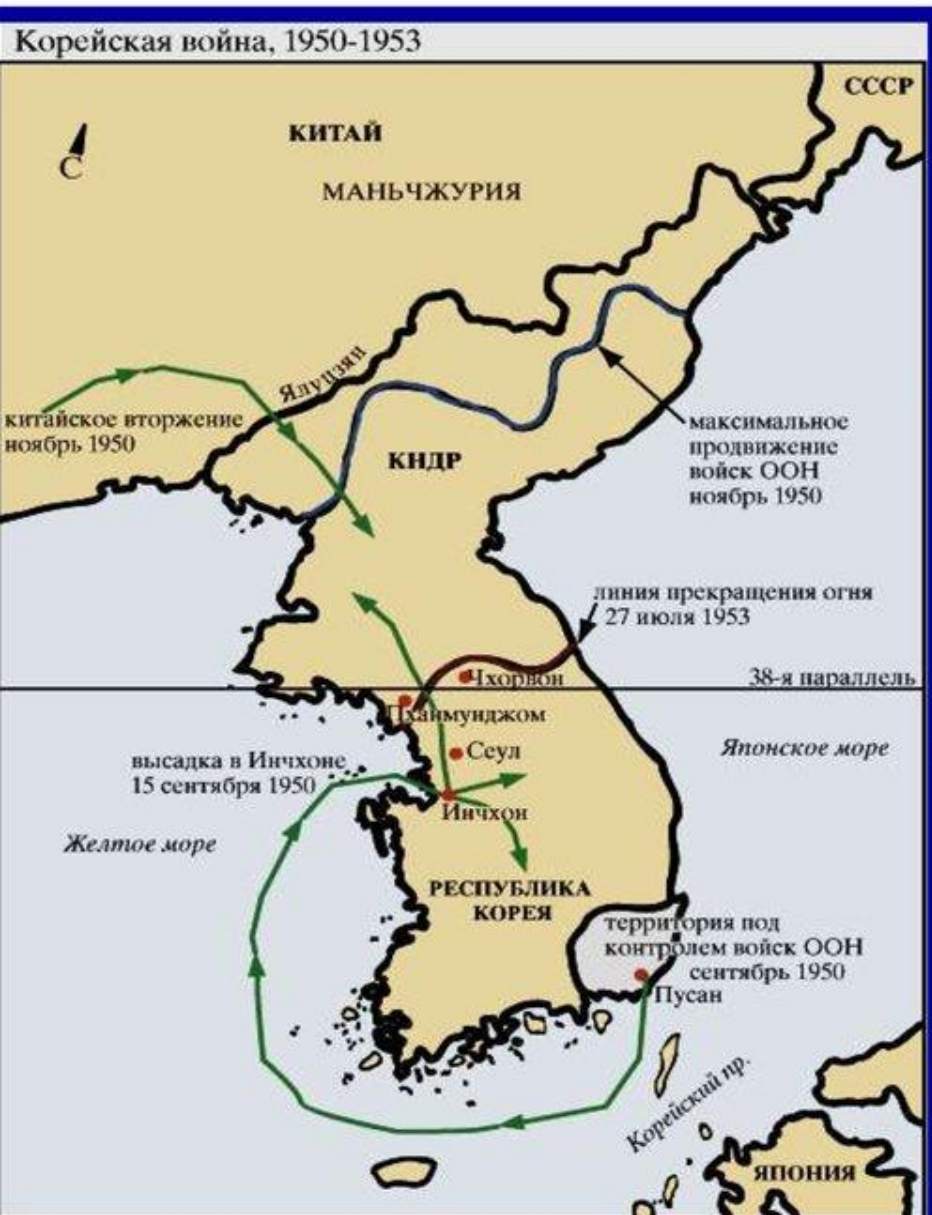 Корейская война, 1950-1953
СССР
КИТАЙ
С
МАНЬЧЖУРИЯ
Ялуцзян
китайское вторжение
ноябрь 1950
максимальное
продвижение
войск ООН
ноябрь 1950
КНДР
линия прекращения огня
27 июля 1953
Чхорвон
38-я параллель
Пханмунджом
Сеул
Японское море
высадка в Инчхоне
15 сентября 1950
Инчхон
Желтое море
РЕСПУБЛИКА
КОРЕЯ
территория под
контролем войск ООН
сентябрь 1950
Пусан
Корейский пр.
ЯПОНИЯ